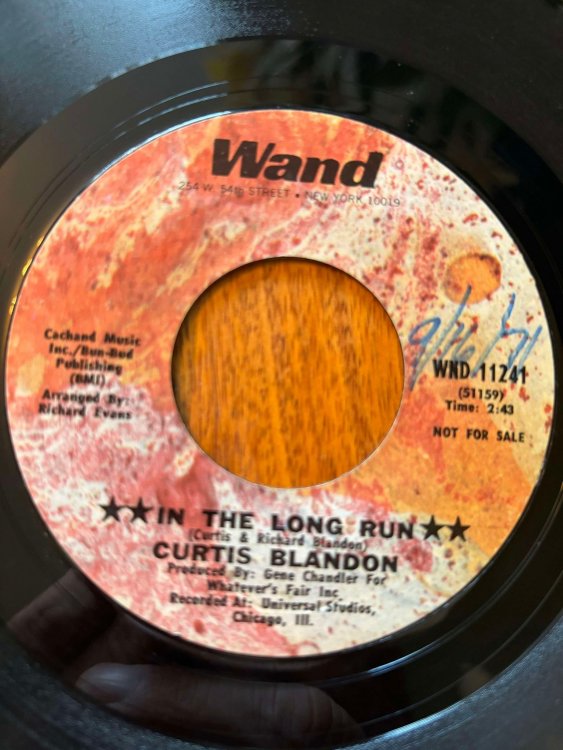 Wand
254 W. 54th STREET • NEW YORK 10019
Cachand Music
Inc./Bun-Bud
Publishing
(BMI)
Arranged By:
Richard Evans
9/26/71
WND 11241
(51159)
Time: 2:43
NOT FOR SALE
★★IN THE LONG RUN★★
(Curtis & Richard Blandon)
CURTIS BLANDON
Produced By: Gene Chandler For
Whatever's Fair Inc
Recorded At: Universal Studios,
Chicago, Ill.